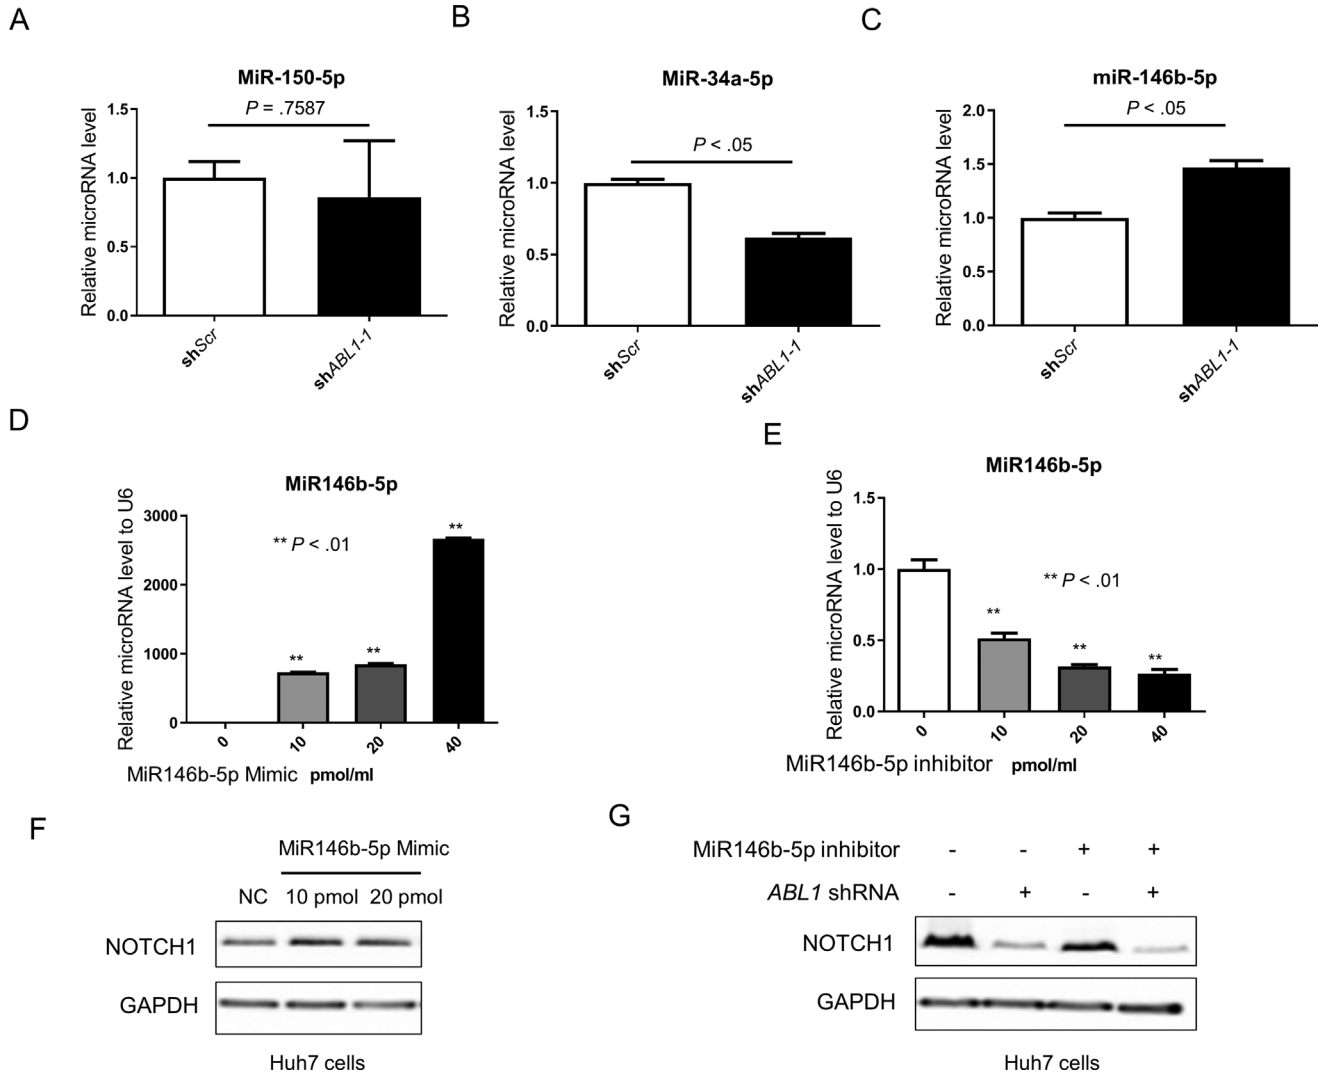 A
B
C
MiR-150-5p
P = .7587
Relative microRNA level
1.5
1.0
0.5
0.0
shScr
shABL1-1
MiR-34a-5p
P < .05
Relative microRNA level
1.5
1.0
0.5
0.0
shScr
shABL1-1
miR-146b-5p
P < .05
Relative microRNA level
2.0
1.5
1.0
0.5
0.0
shScr
shABL1-1
D
MiR146b-5p
Relative microRNA level to U6
3000
2000
1000
0
** P < .01
**
**
**
0
10
20
40
MiR146b-5p Mimic pmol/ml
E
MiR146b-5p
Relative microRNA level to U6
1.5
1.0
0.5
0.0
** P < .01
**
**
**
0
10
20
40
MiR146b-5p inhibitor pmol/ml
F
MiR146b-5p Mimic
NC 10 pmol 20 pmol
NOTCH1
GAPDH
Huh7 cells
G
MiR146b-5p inhibitor - - + +
ABL1 shRNA - + - +
NOTCH1
GAPDH
Huh7 cells